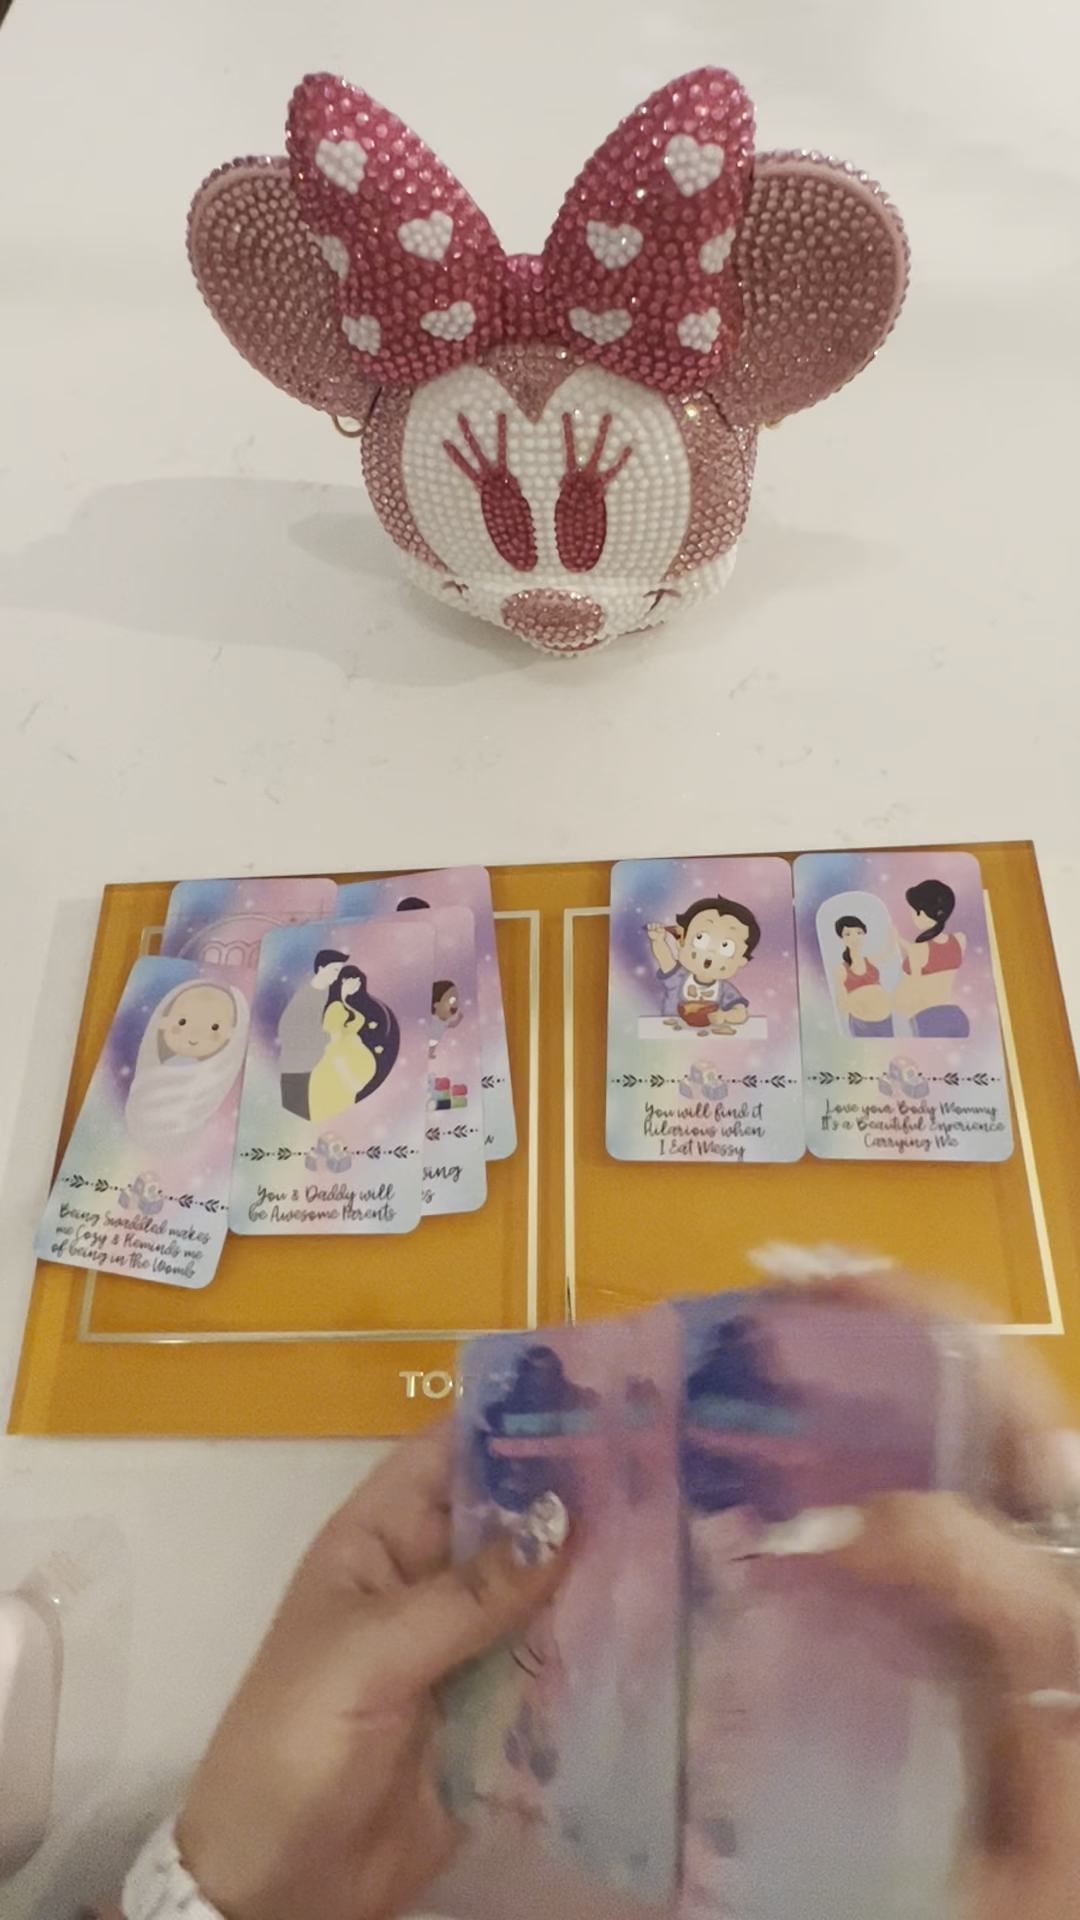 Being Swaddled makes
me Cozy & Reminds me
of being in the Womb
You & Daddy will
be Awesome Parents
You will find it
Hilarious when
I Eat Messy
Love your Body Mommy
It's a Beautiful Experience
Carrying Me